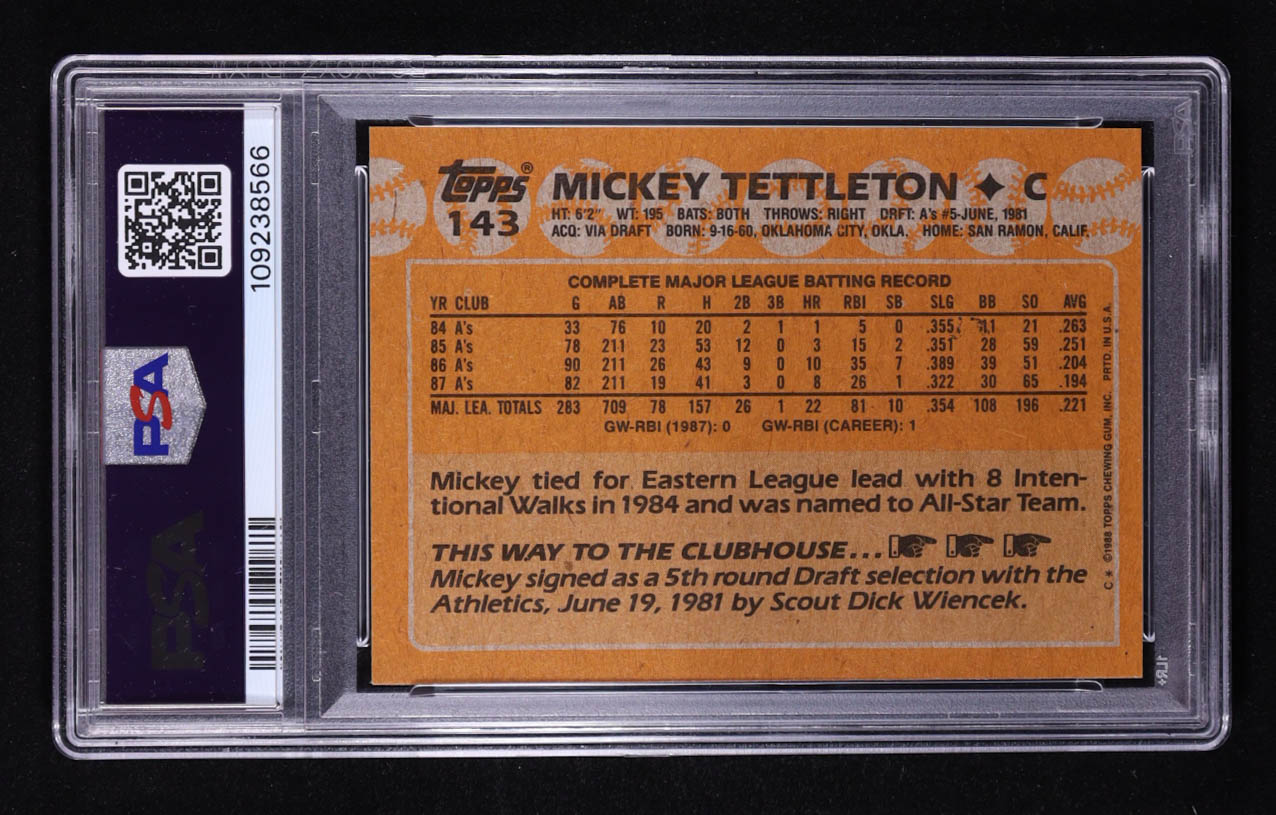 Topps® MICKEY TETTLETON ✦ C
143 HT: 6'2" WT: 195 BATS: BOTH THROWS: RIGHT DRFT: A's #5-JUNE, 1981
ACQ: VIA DRAFT BORN: 9-16-60, OKLAHOMA CITY, OKLA. HOME: SAN RAMON, CALIF.
COMPLETE MAJOR LEAGUE BATTING RECORD
YR CLUB G AB R H 2B 3B HR RBI SB SLG BB SO AVG
84 A's 33 76 10 20 2 1 1 5 0 .355 11 21 .263
85 A's 78 211 23 53 12 0 3 15 2 .351 28 59 .251
86 A's 90 211 26 43 9 0 10 35 7 .389 39 51 .204
87 A's 82 211 19 41 3 0 8 26 1 .322 30 65 .194
MAJ. LEA. TOTALS 283 709 78 157 26 1 22 81 10 .354 108 196 .221
GW-RBI (1987): 0 GW-RBI (CAREER): 1
Mickey tied for Eastern League lead with 8 Inten-
tional Walks in 1984 and was named to All-Star Team.
THIS WAY TO THE CLUBHOUSE...
Mickey signed as a 5th round Draft selection with the
Athletics, June 19, 1981 by Scout Dick Wiencek.
C * ©1988 TOPPS CHEWING GUM, INC. PRTD. IN U.S.A.
109238566
PSA
PSA